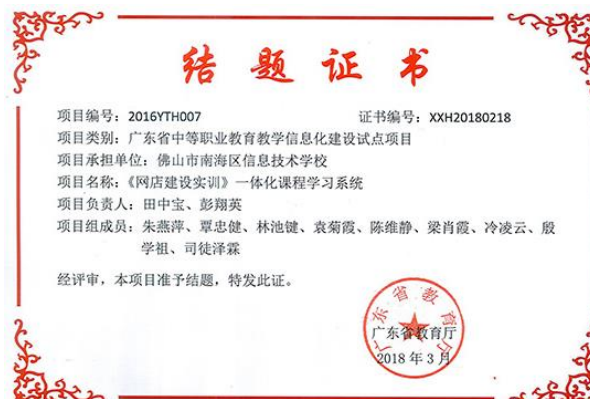 结题证书
项目编号：2016YTH007 证书编号：XXH20180218
项目类别：广东省中等职业教育教学信息化建设试点项目
项目承担单位：佛山市南海区信息技术学校
项目名称：《网店建设实训》一体化课程学习系统
项目负责人：田中宝、彭翔英
项目组成员：朱燕萍、覃忠健、林池键、袁菊霞、陈维静、梁肖霞、冷凌云、殷
学祖、司徒泽霖
经评审，本项目准予结题，特发此证。
广东省教育厅
广东省教育厅
2018 年 3 月